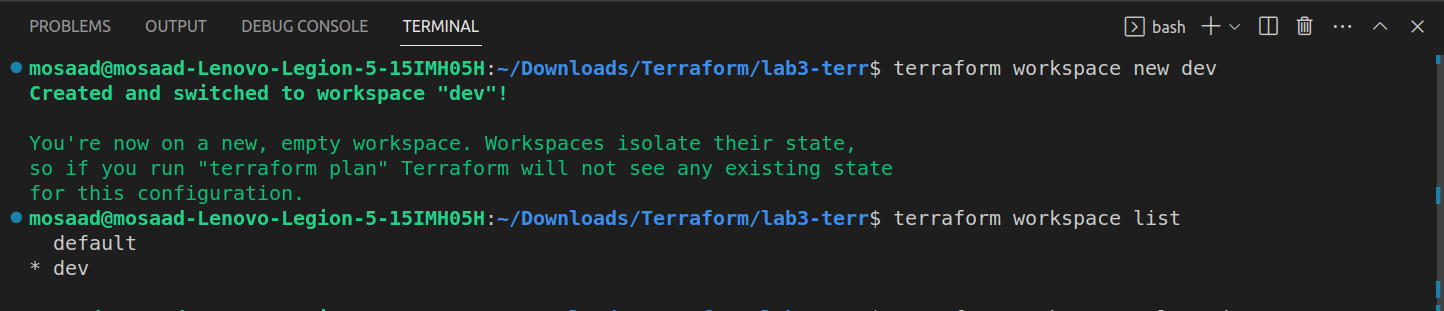 PROBLEMS OUTPUT DEBUG CONSOLE TERMINAL bash
mosaad@mosaad-Lenovo-Legion-5-15IMH05H:~/Downloads/Terraform/lab3-terr$ terraform workspace new dev
Created and switched to workspace "dev"!
You're now on a new, empty workspace. Workspaces isolate their state,
so if you run "terraform plan" Terraform will not see any existing state
for this configuration.
mosaad@mosaad-Lenovo-Legion-5-15IMH05H:~/Downloads/Terraform/lab3-terr$ terraform workspace list
default
* dev